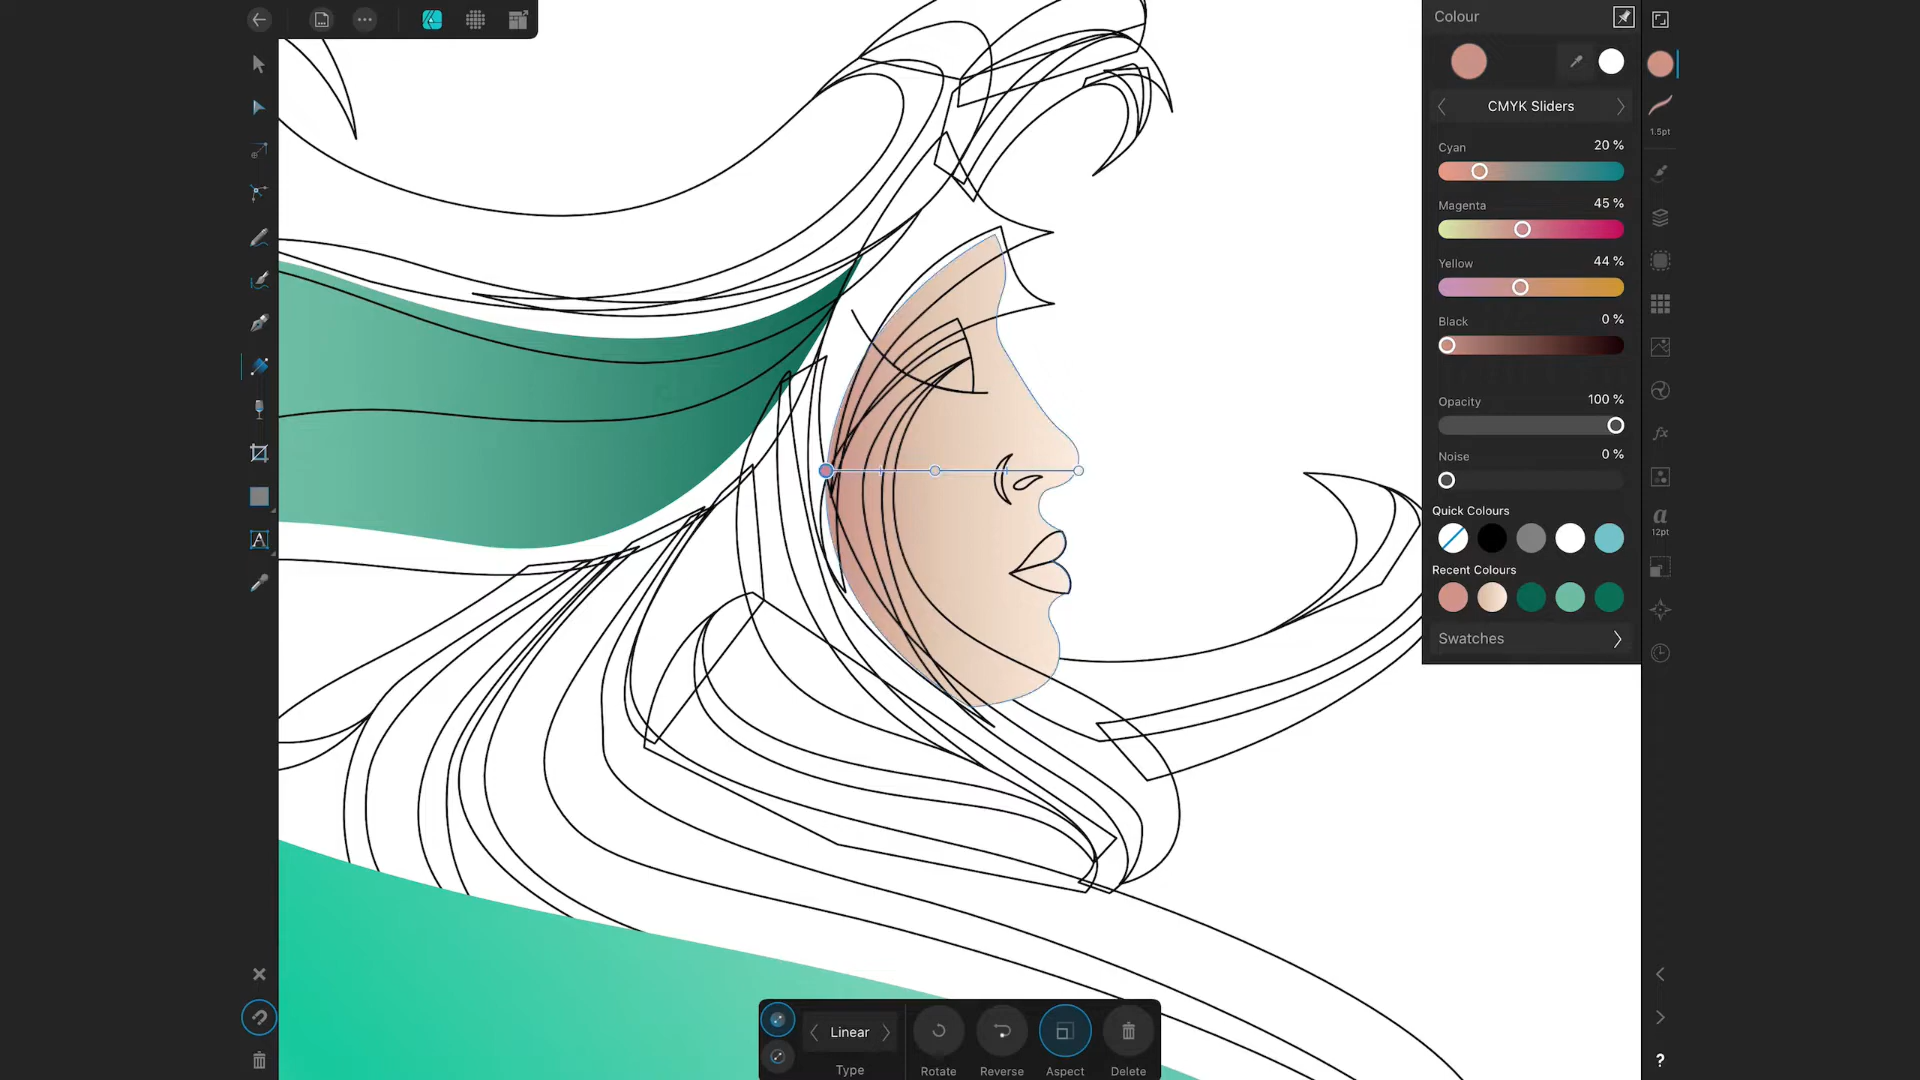 Colour
CMYK Sliders
Cyan 20 %
Magenta 45 %
Yellow 44 %
Black 0 %
Opacity 100 %
Noise 0 %
Quick Colours
Recent Colours
Swatches
1.5pt
fx
a
12pt
A
?
Linear
Type Rotate Reverse Aspect Delete